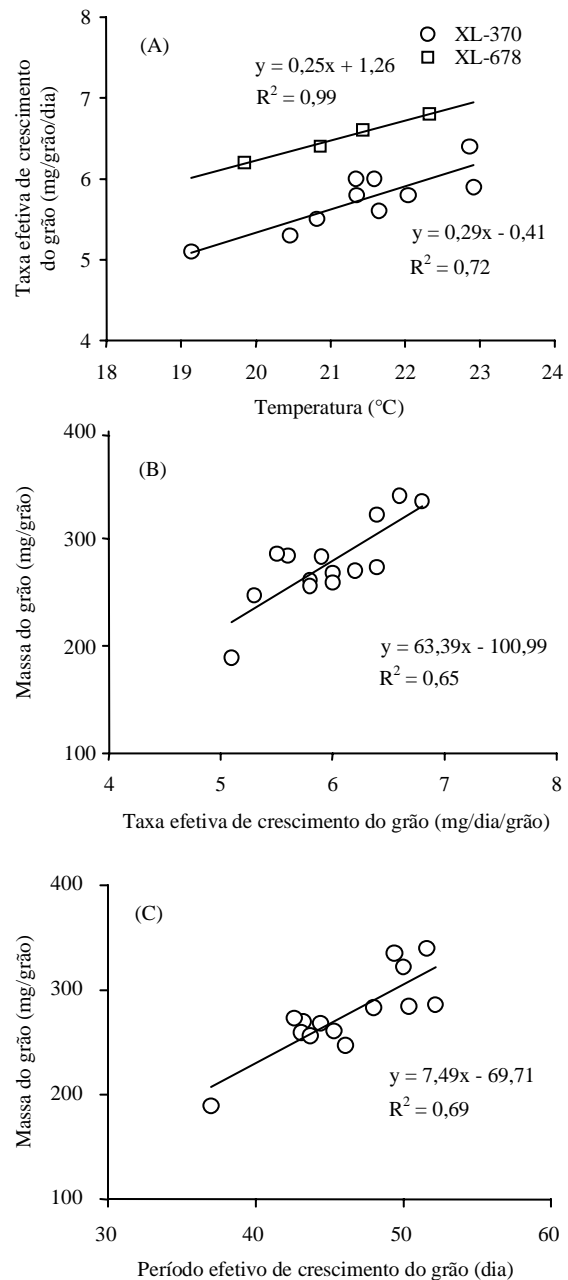 8
(A)
XL-370
XL-678
y = 0,25x + 1,26
R² = 0,99
7
6
y = 0,29x - 0,41
R² = 0,72
5
4
Taxa efetiva de crescimento
do grão (mg/grão/dia)
18 19 20 21 22 23 24
Temperatura (°C)
400
(B)
300
Massa do grão (mg/grão)
200
y = 63,39x - 100,99
R² = 0,65
100
4 5 6 7 8
Taxa efetiva de crescimento do grão (mg/dia/grão)
400
(C)
300
Massa do grão (mg/grão)
200
y = 7,49x - 69,71
R² = 0,69
100
30 40 50 60
Período efetivo de crescimento do grão (dia)